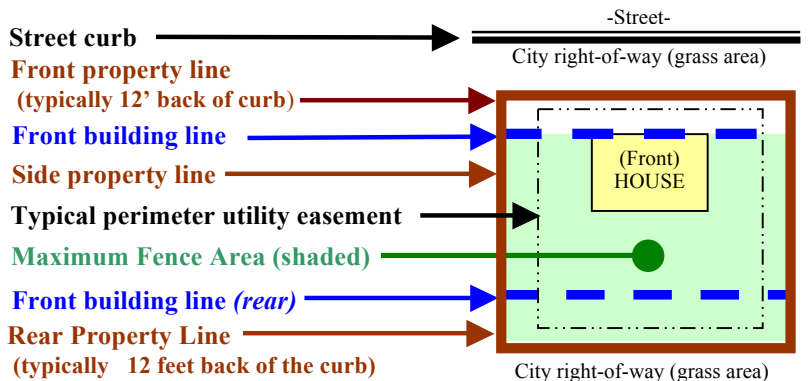 -Street-
Street curb
City right-of-way (grass area)
Front property line
(typically 12’ back of curb)
Front building line
(Front)
HOUSE
Side property line
Typical perimeter utility easement
Maximum Fence Area (shaded)
Front building line (rear)
Rear Property Line
(typically 12 feet back of the curb)
City right-of-way (grass area)